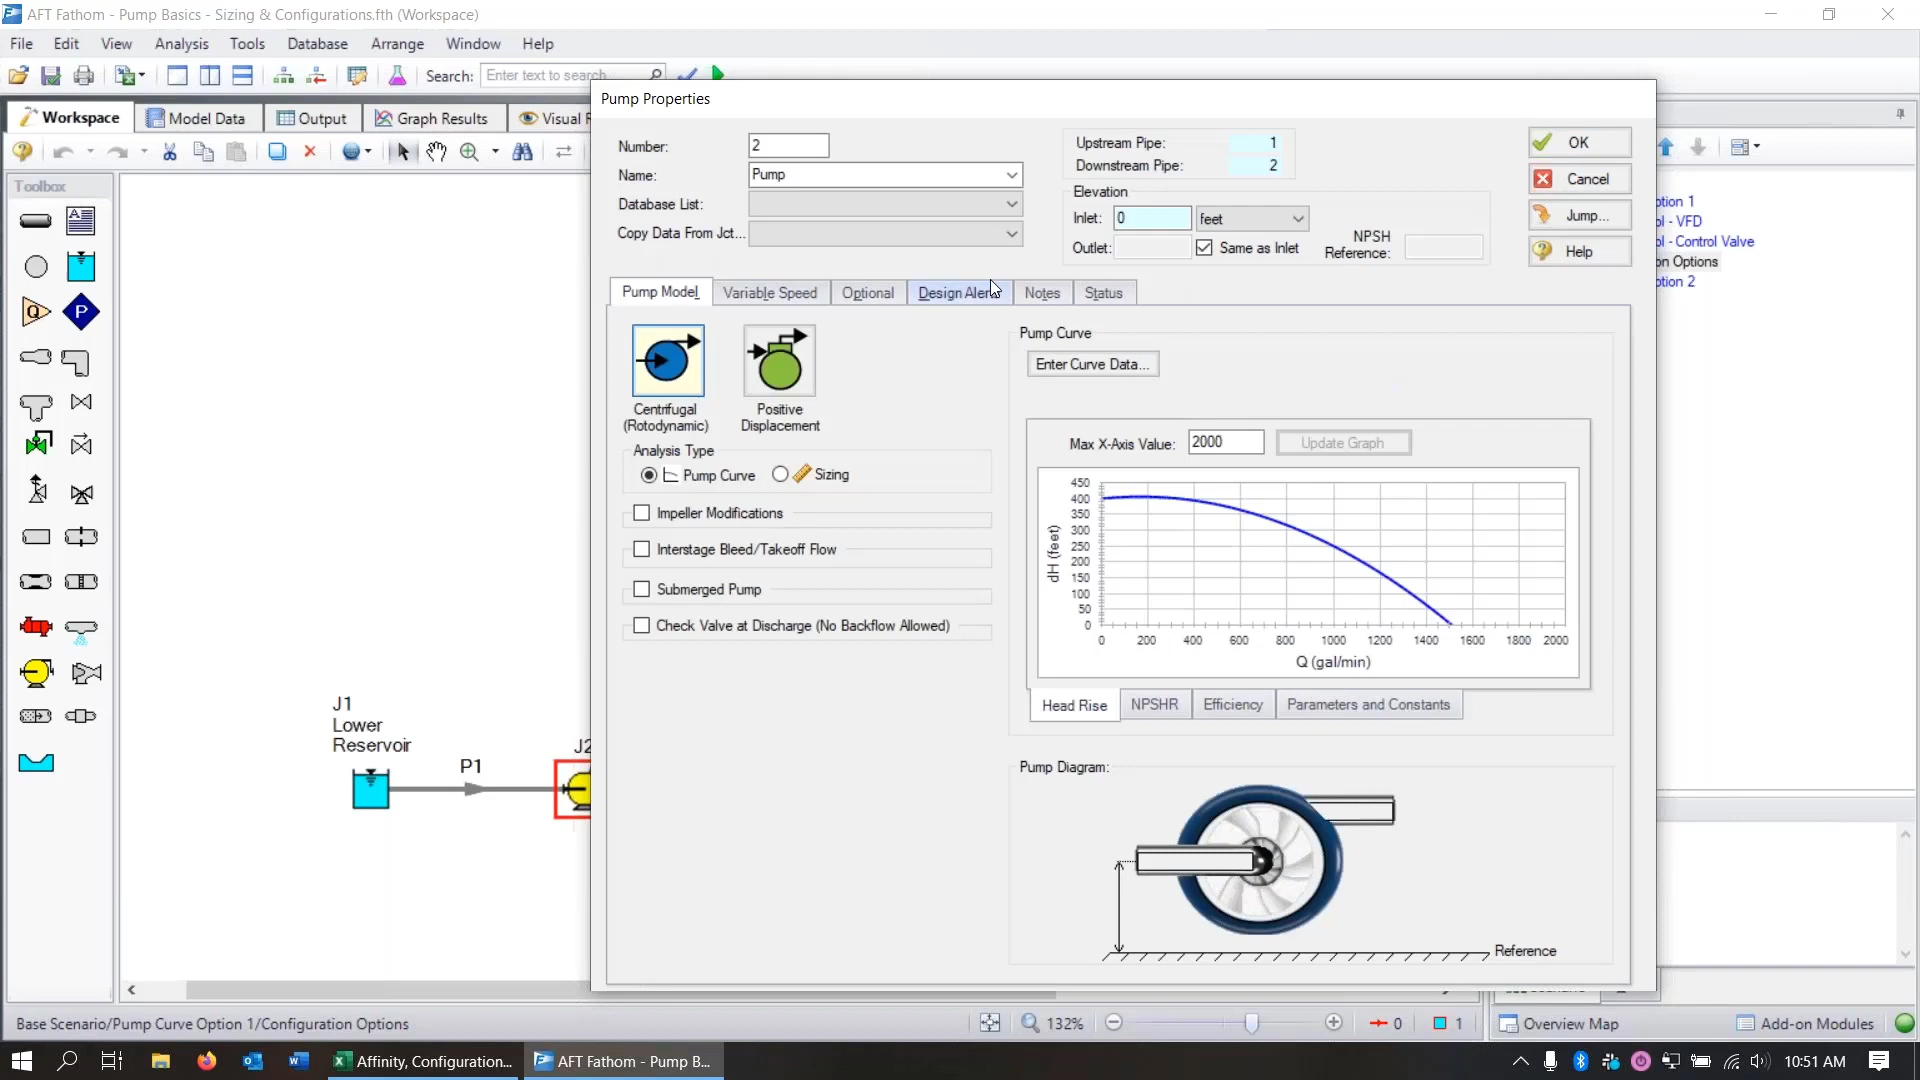 AFT Fathom - Pump Basics - Sizing & Configurations.fth (Workspace)
File Edit View Analysis Tools Database Arrange Window Help
Search: Enter text to search
Workspace Model Data Output Graph Results Visual R
Toolbox
J1
Lower
Reservoir
P1
J2
Pump Properties
Number: 2
Name: Pump
Database List:
Copy Data From Jct...
Upstream Pipe: 1
Downstream Pipe: 2
Elevation
Inlet: 0 feet
Outlet: Same as Inlet
NPSH
Reference:
OK
Cancel
Jump...
Help
Pump Model Variable Speed Optional Design Alerts Notes Status
Centrifugal
(Rotodynamic)
Positive
Displacement
Analysis Type
Pump Curve Sizing
Impeller Modifications
Interstage Bleed/Takeoff Flow
Submerged Pump
Check Valve at Discharge (No Backflow Allowed)
Pump Curve
Enter Curve Data...
Max X-Axis Value: 2000 Update Graph
dH (feet)
450
400
350
300
250
200
150
100
50
0
0 200 400 600 800 1000 1200 1400 1600 1800 2000
Q (gal/min)
Head Rise NPSHR Efficiency Parameters and Constants
Pump Diagram:
Reference
ption 1
ol - VFD
ol - Control Valve
on Options
ption 2
Base Scenario/Pump Curve Option 1/Configuration Options
132%
0
1
Overview Map
Add-on Modules
Affinity, Configuration...
AFT Fathom - Pump B...
10:51 AM